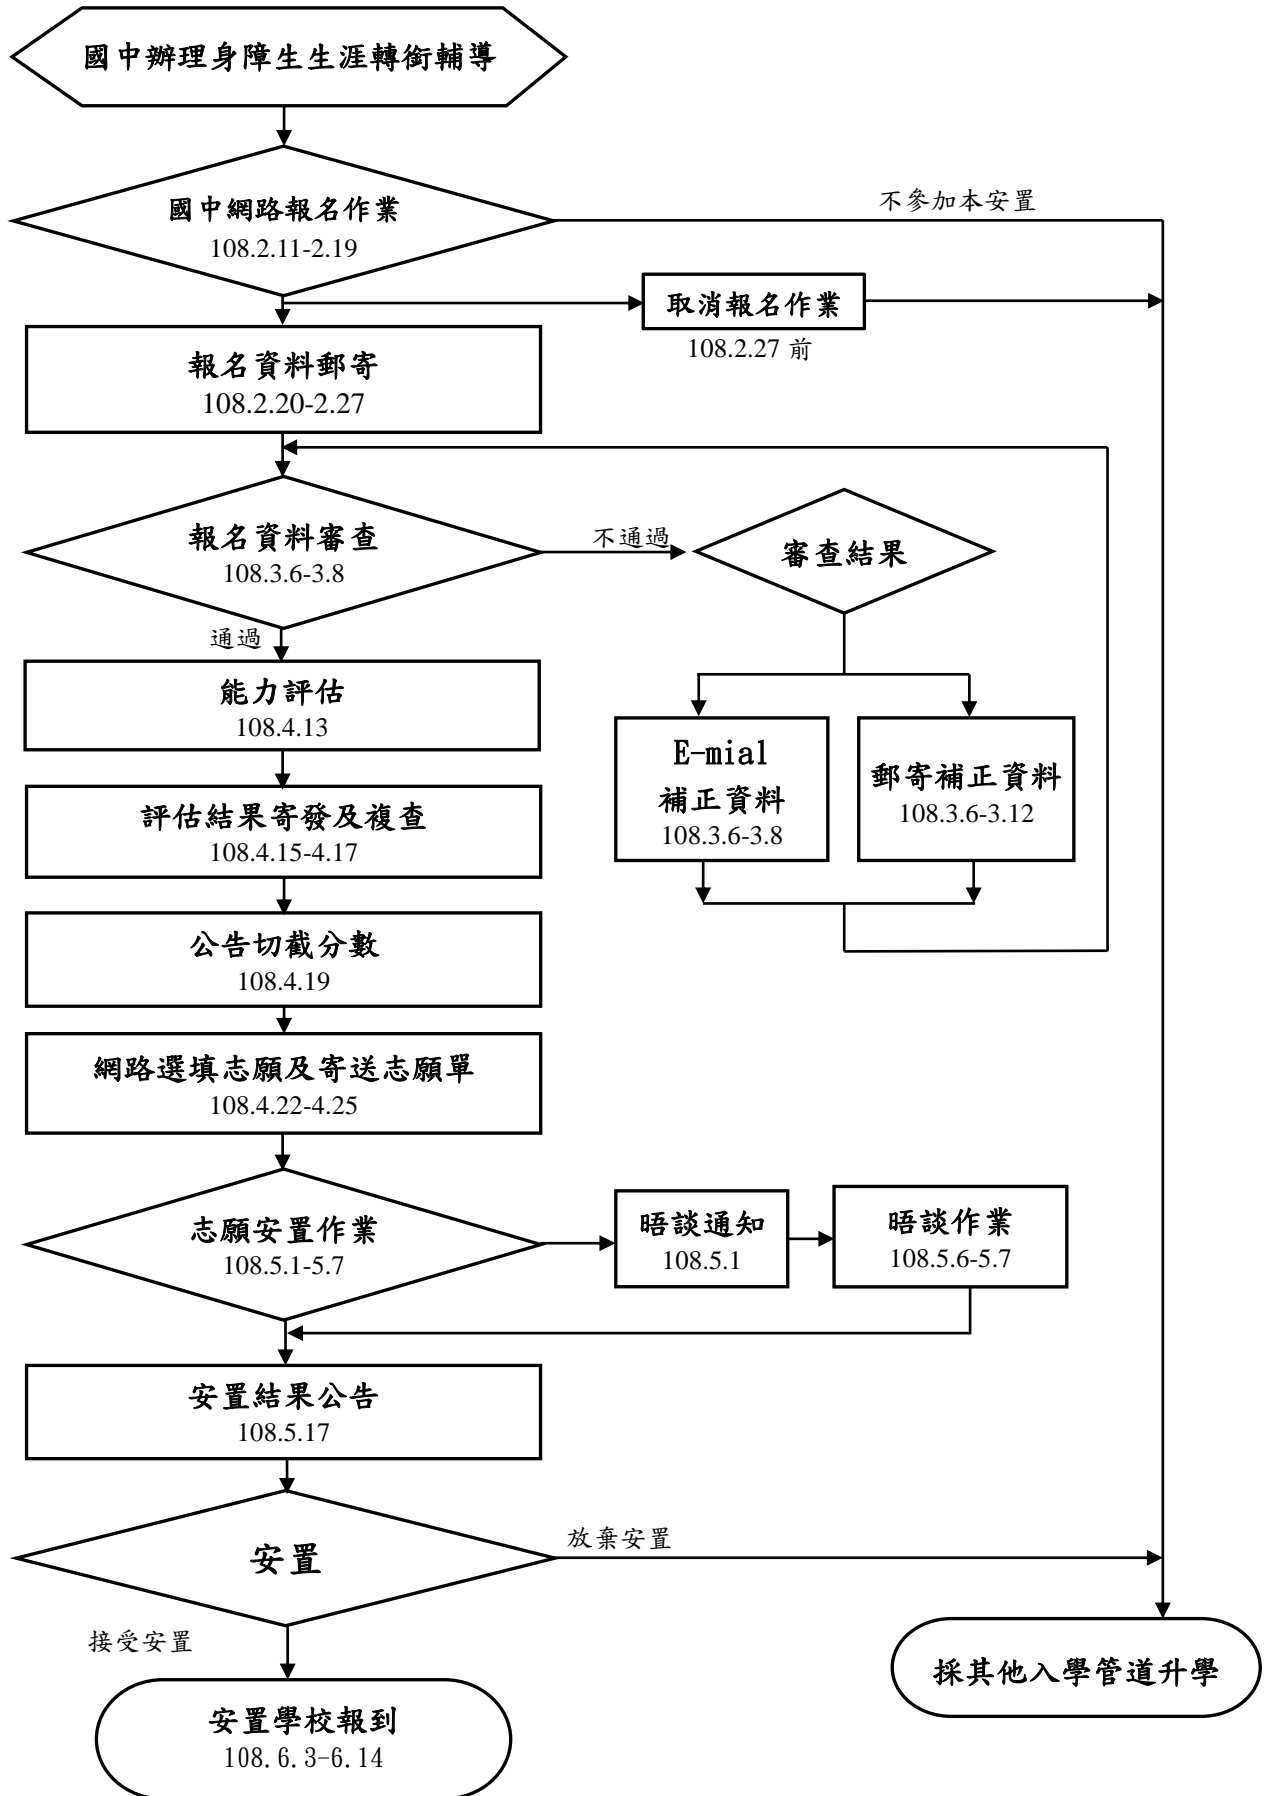 國中辦理身障生生涯轉銜輔導
國中網路報名作業
108.2.11-2.19
不參加本安置
取消報名作業
108.2.27 前
報名資料郵寄
108.2.20-2.27
報名資料審查
108.3.6-3.8
不通過
審查結果
通過
能力評估
108.4.13
E-mial
補正資料
108.3.6-3.8
郵寄補正資料
108.3.6-3.12
評估結果寄發及複查
108.4.15-4.17
公告切截分數
108.4.19
網路選填志願及寄送志願單
108.4.22-4.25
志願安置作業
108.5.1-5.7
晤談通知
108.5.1
晤談作業
108.5.6-5.7
安置結果公告
108.5.17
安置
放棄安置
接受安置
採其他入學管道升學
安置學校報到
108.6.3-6.14